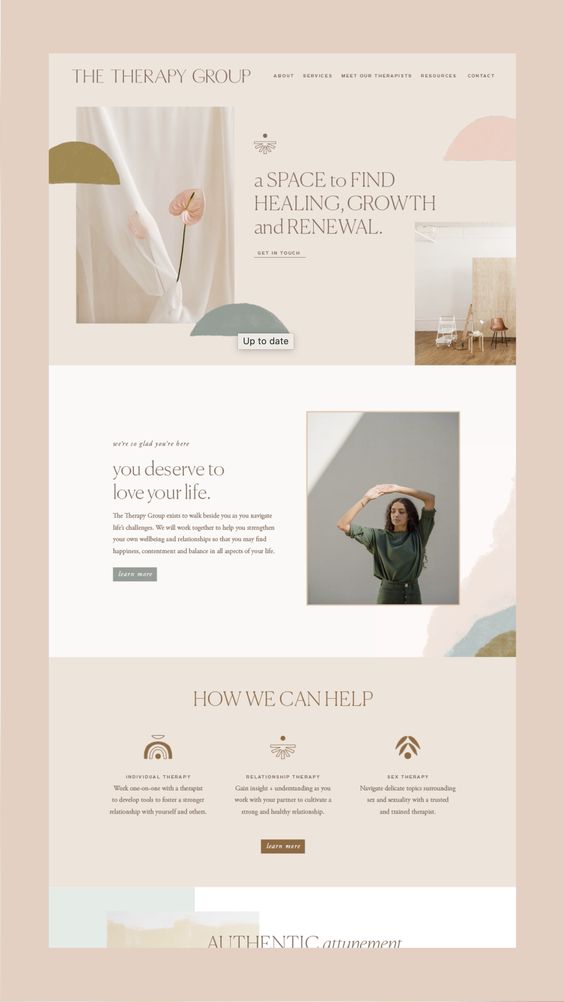 THE THERAPY GROUP
ABOUT SERVICES MEET OUR THERAPISTS RESOURCES CONTACT
a SPACE to FIND
HEALING, GROWTH
and RENEWAL.
GET IN TOUCH
Up to date
we're so glad you're here
you deserve to
love your life.
The Therapy Group exists to walk beside you as you navigate
life's challenges. We will work together to help you strengthen
your own wellbeing and relationships so that you may find
happiness, contentment and balance in all aspects of your life.
learn more
HOW WE CAN HELP
INDIVIDUAL THERAPY
Work one-on-one with a therapist
to develop tools to foster a stronger
relationship with yourself and others.
RELATIONSHIP THERAPY
Gain insight + understanding as you
work with your partner to cultivate a
strong and healthy relationship.
SEX THERAPY
Navigate delicate topics surrounding
sex and sexuality with a trusted
and trained therapist.
learn more
AUTHENTIC attunement